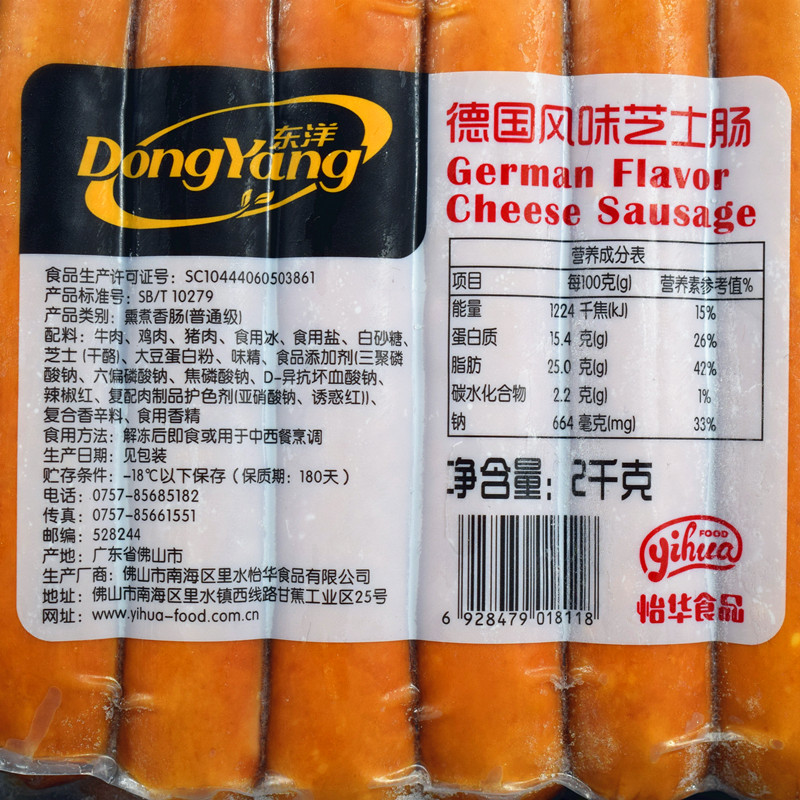 东洋
DongYang
德国风味芝士肠
German Flavor
Cheese Sausage
食品生产许可证号：SC10444060503861
产品标准号：SB/T 10279
产品类别：熏煮香肠(普通级)
配料：牛肉、鸡肉、猪肉、食用冰、食用盐、白砂糖、
芝士 (干酪)、大豆蛋白粉、味精、食品添加剂(三聚磷
酸钠、六偏磷酸钠、焦磷酸钠、D-异抗坏血酸钠、
辣椒红、复配肉制品护色剂(亚硝酸钠、诱惑红))、
复合香辛料、食用香精
食用方法：解冻后即食或用于中西餐烹调
生产日期：见包装
贮存条件：-18℃以下保存（保质期：180天）
电话：0757-85685182
传真：0757-85661551
邮编：528244
产地：广东省佛山市
生产厂商：佛山市南海区里水怡华食品有限公司
地址：佛山市南海区里水镇西线路甘蕉工业区25号
网址：www.yihua-food.com.cn
营养成分表
项目 每100克(g) 营养素参考值%
能量 1224 千焦(kJ) 15%
蛋白质 15.4 克(g) 26%
脂肪 25.0 克(g) 42%
碳水化合物 2.2 克(g) 1%
钠 664 毫克(mg) 33%
净含量：2千克
6 928479 018118
FOOD
yihua
怡华食品